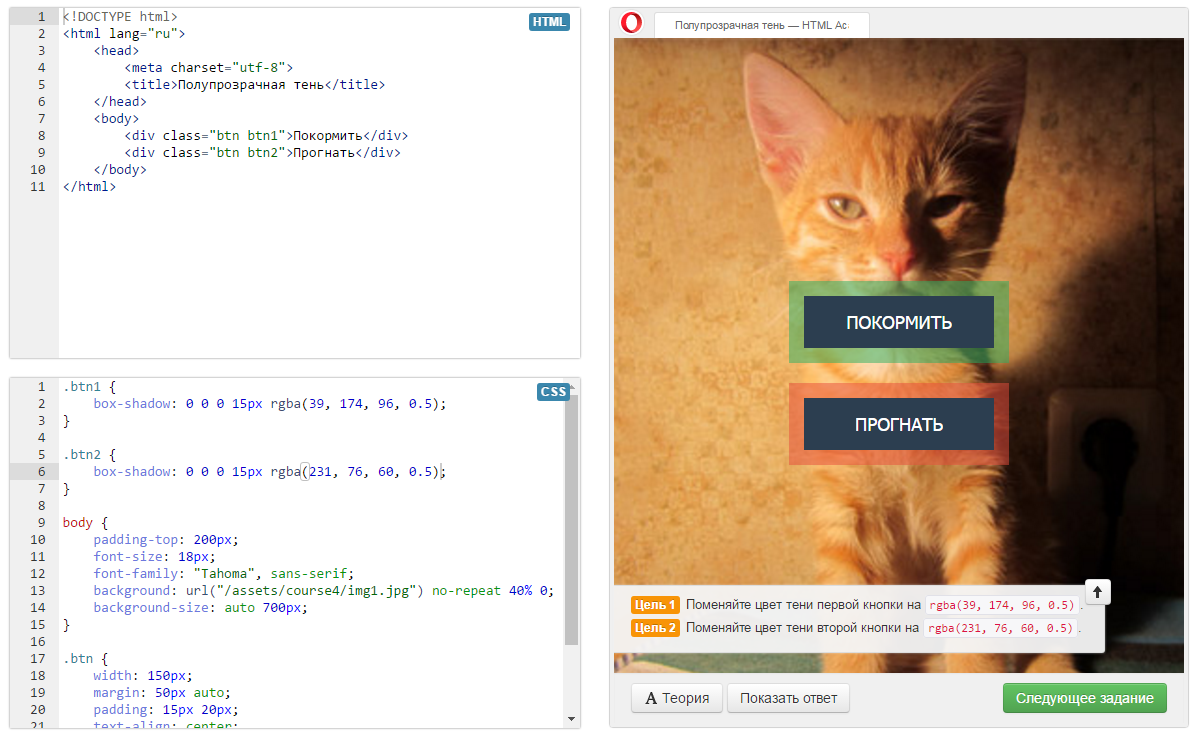 HTML
1 <!DOCTYPE html>
2 <html lang="ru">
3     <head>
4         <meta charset="utf-8">
5         <title>Полупрозрачная тень</title>
6     </head>
7     <body>
8         <div class="btn btn1">Покормить</div>
9         <div class="btn btn2">Прогнать</div>
10     </body>
11 </html>
CSS
1 .btn1 {
2     box-shadow: 0 0 0 15px rgba(39, 174, 96, 0.5);
3 }
4
5 .btn2 {
6     box-shadow: 0 0 0 15px rgba(231, 76, 60, 0.5);
7 }
8
9 body {
10     padding-top: 200px;
11     font-size: 18px;
12     font-family: "Tahoma", sans-serif;
13     background: url("/assets/course4/img1.jpg") no-repeat 40% 0;
14     background-size: auto 700px;
15 }
16
17 .btn {
18     width: 150px;
19     margin: 50px auto;
20     padding: 15px 20px;
21     text-align: center;
Полупрозрачная тень — HTML Aca
ПОКОРМИТЬ
ПРОГНАТЬ
Цель 1 Поменяйте цвет тени первой кнопки на rgba(39, 174, 96, 0.5) .
Цель 2 Поменяйте цвет тени второй кнопки на rgba(231, 76, 60, 0.5) .
A Теория
Показать ответ
Следующее задание